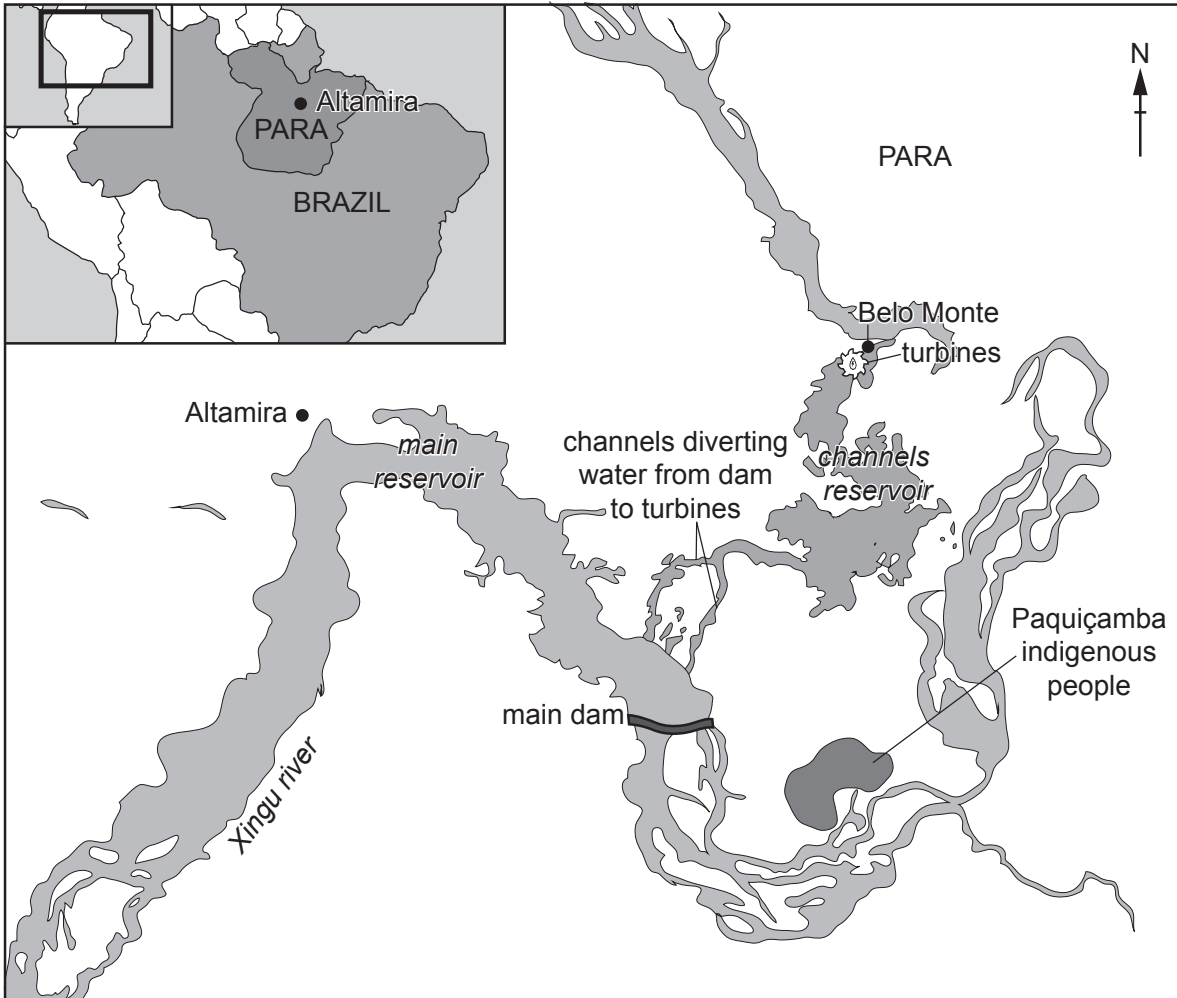 Altamira
PARA
BRAZIL
N
PARA
Belo Monte
turbines
Altamira
main
reservoir
channels diverting
water from dam
to turbines
channels
reservoir
Paquiçamba
indigenous
people
main dam
Xingu river